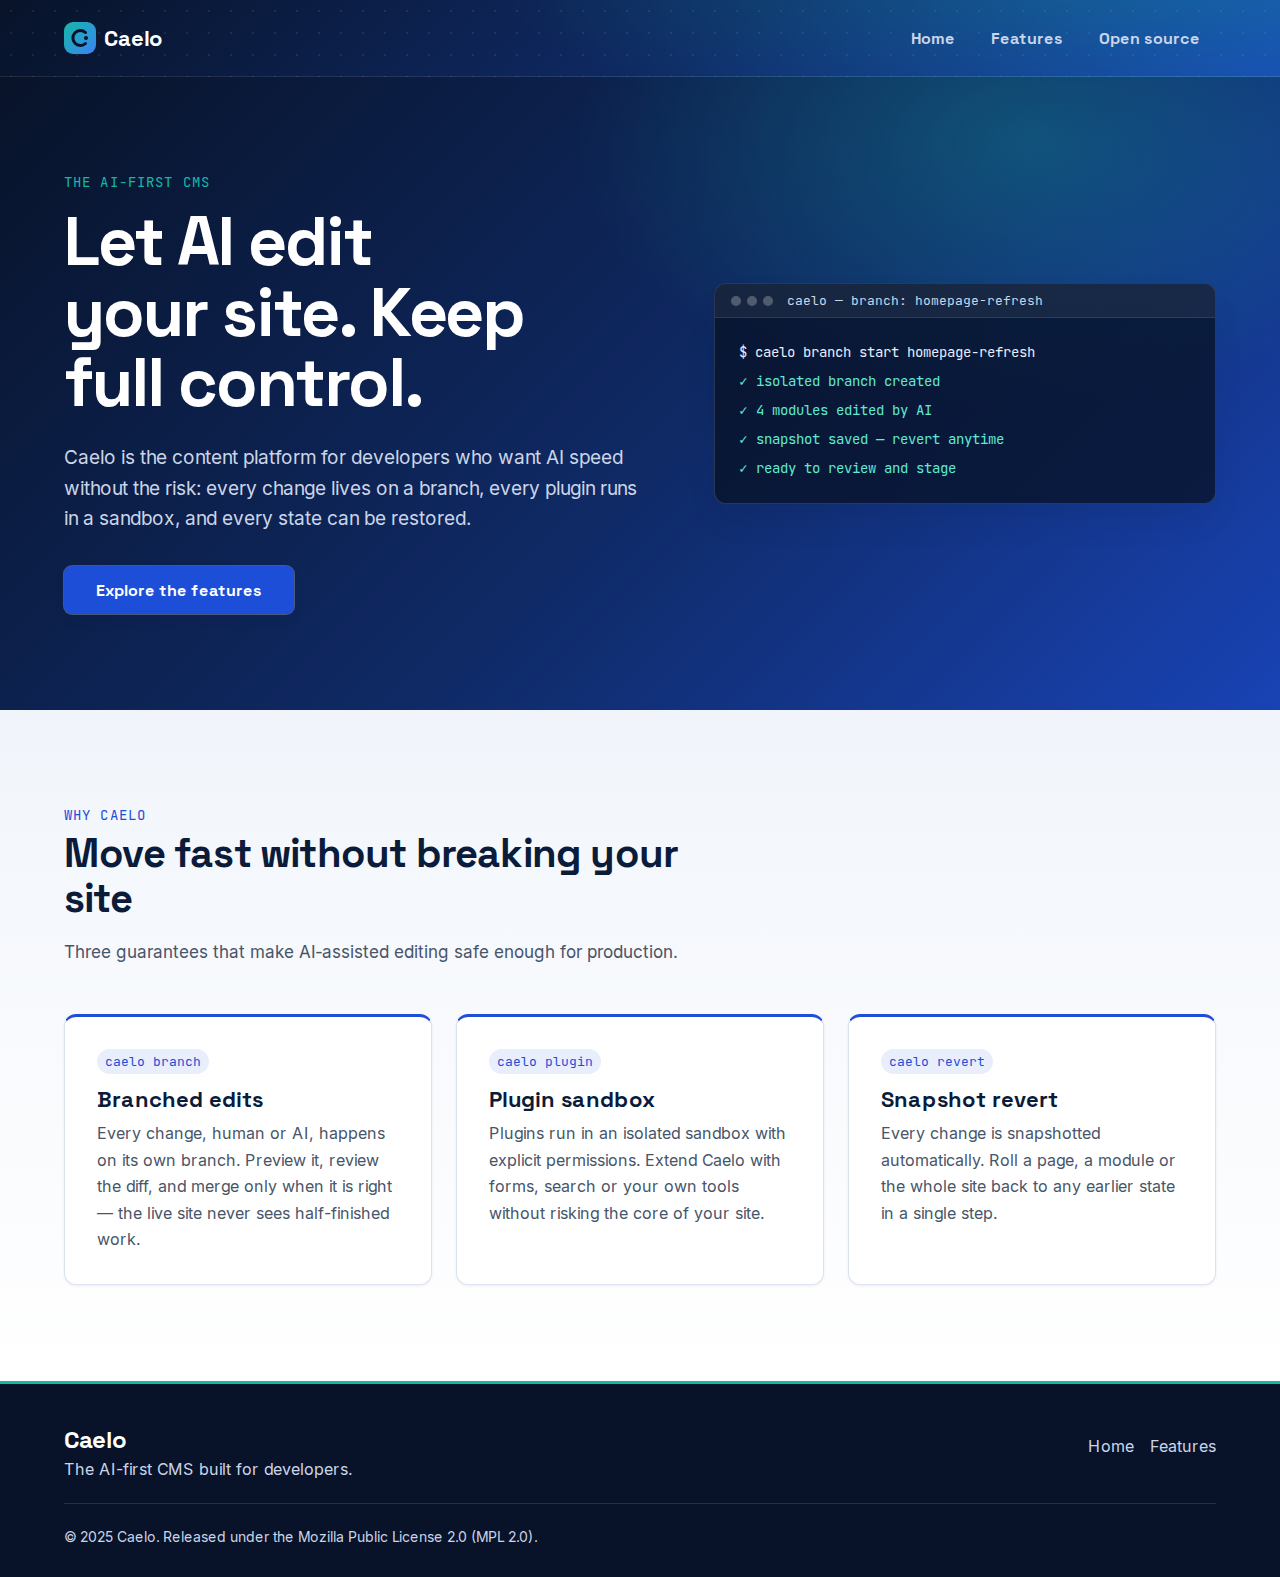 Caelo
Home Features Open source
THE AI-FIRST CMS
Let AI edit
your site. Keep
full control.
Caelo is the content platform for developers who want AI speed
without the risk: every change lives on a branch, every plugin runs
in a sandbox, and every state can be restored.
Explore the features
caelo — branch: homepage-refresh
$ caelo branch start homepage-refresh
✓ isolated branch created
✓ 4 modules edited by AI
✓ snapshot saved — revert anytime
✓ ready to review and stage
WHY CAELO
Move fast without breaking your
site
Three guarantees that make AI-assisted editing safe enough for production.
caelo branch
Branched edits
Every change, human or AI, happens
on its own branch. Preview it, review
the diff, and merge only when it is right
— the live site never sees half-finished
work.
caelo plugin
Plugin sandbox
Plugins run in an isolated sandbox with
explicit permissions. Extend Caelo with
forms, search or your own tools
without risking the core of your site.
caelo revert
Snapshot revert
Every change is snapshotted
automatically. Roll a page, a module or
the whole site back to any earlier state
in a single step.
Caelo
The AI-first CMS built for developers.
Home Features
© 2025 Caelo. Released under the Mozilla Public License 2.0 (MPL 2.0).